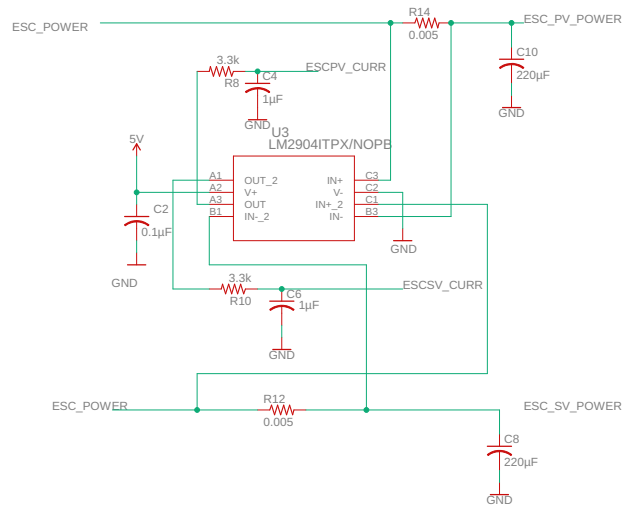 ESC_POWER
R14
0.005
ESC_PV_POWER
C10
220µF
GND
3.3k
R8
ESCPV_CURR
C4
1µF
GND
U3
LM2904ITPX/NOPB
5V
A1
A2
A3
B1
OUT_2
V+
OUT
IN-_2
IN+
V-
IN+_2
IN-
C3
C2
C1
B3
C2
0.1µF
GND
GND
3.3k
R10
ESCSV_CURR
C6
1µF
GND
ESC_POWER
R12
0.005
ESC_SV_POWER
C8
220µF
GND